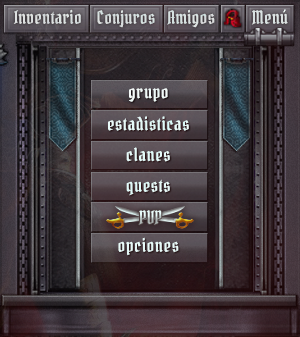 Inventario Conjuros Amigos R Menú
grupo
estadisticas
clanes
quests
pvp
opciones